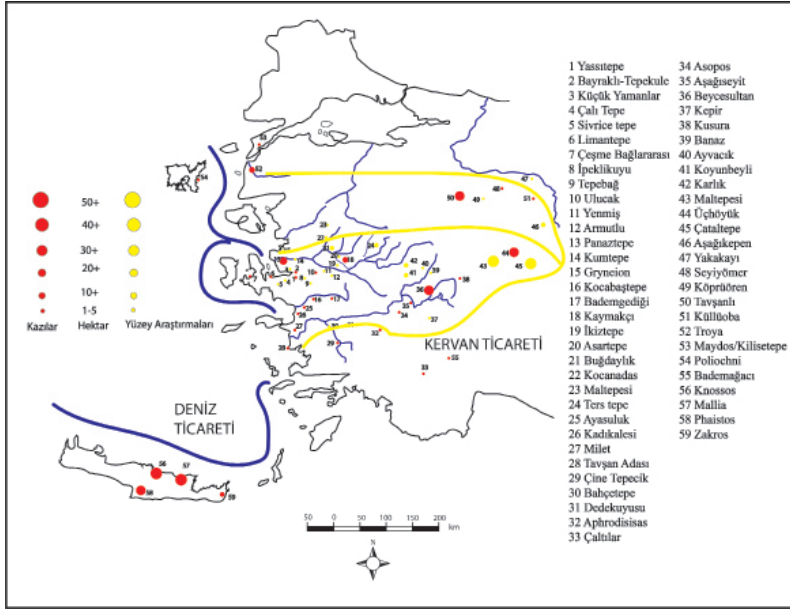 50+
40+
30+
20+
10+
1-5
Kazılar Hektar Yüzey Araştırmaları
KERVAN TİCARETİ
DENİZ
TİCARETİ
50 0 50 100 150 200
km
N
1 Yassıtepe
2 Bayraklı-Tepekule
3 Küçük Yamanlar
4 Çalı Tepe
5 Sivrice tepe
6 Limantepe
7 Çeşme Bağlararası
8 İpeklikuyu
9 Tepebağ
10 Ulucak
11 Yenmiş
12 Armutlu
13 Panaztepe
14 Kumtepe
15 Gryneion
16 Kocabaştepe
17 Bademgediği
18 Kaymakçı
19 İkiztepe
20 Asartepe
21 Buğdaylık
22 Kocanadas
23 Maltepesi
24 Ters tepe
25 Ayasuluk
26 Kadıkalesi
27 Milet
28 Tavşan Adası
29 Çine Tepecik
30 Bahçetepe
31 Dedekuyusu
32 Aphrodisisas
33 Çaltılar
34 Asopos
35 Aşağıseyit
36 Beycesultan
37 Kepir
38 Kusura
39 Banaz
40 Ayvacık
41 Koyunbeyli
42 Karlık
43 Maltepesi
44 Üçhöyük
45 Çataltepe
46 Aşağıkepen
47 Yakakayı
48 Seyiyömer
49 Köprüören
50 Tavşanlı
51 Küllüoba
52 Troya
53 Maydos/Kilisetepe
54 Poliochni
55 Bademağacı
56 Knossos
57 Mallia
58 Phaistos
59 Zakros